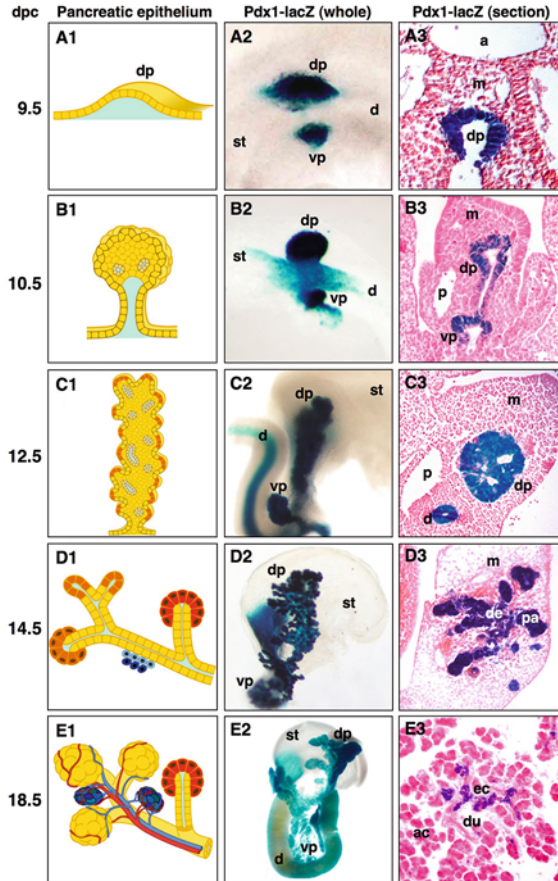 dpc Pancreatic epithelium Pdx1-lacZ (whole) Pdx1-lacZ (section)
9.5
A1
dp
A2
dp
d
st
vp
A3
a
m
dp
10.5
B1
B2
dp
st
vp
d
B3
m
dp
p
vp
12.5
C1
C2
dp
st
d
vp
C3
m
p
dp
d
14.5
D1
D2
dp
st
vp
D3
m
de
pa
18.5
E1
E2
st
dp
d
vp
E3
ec
du
ac